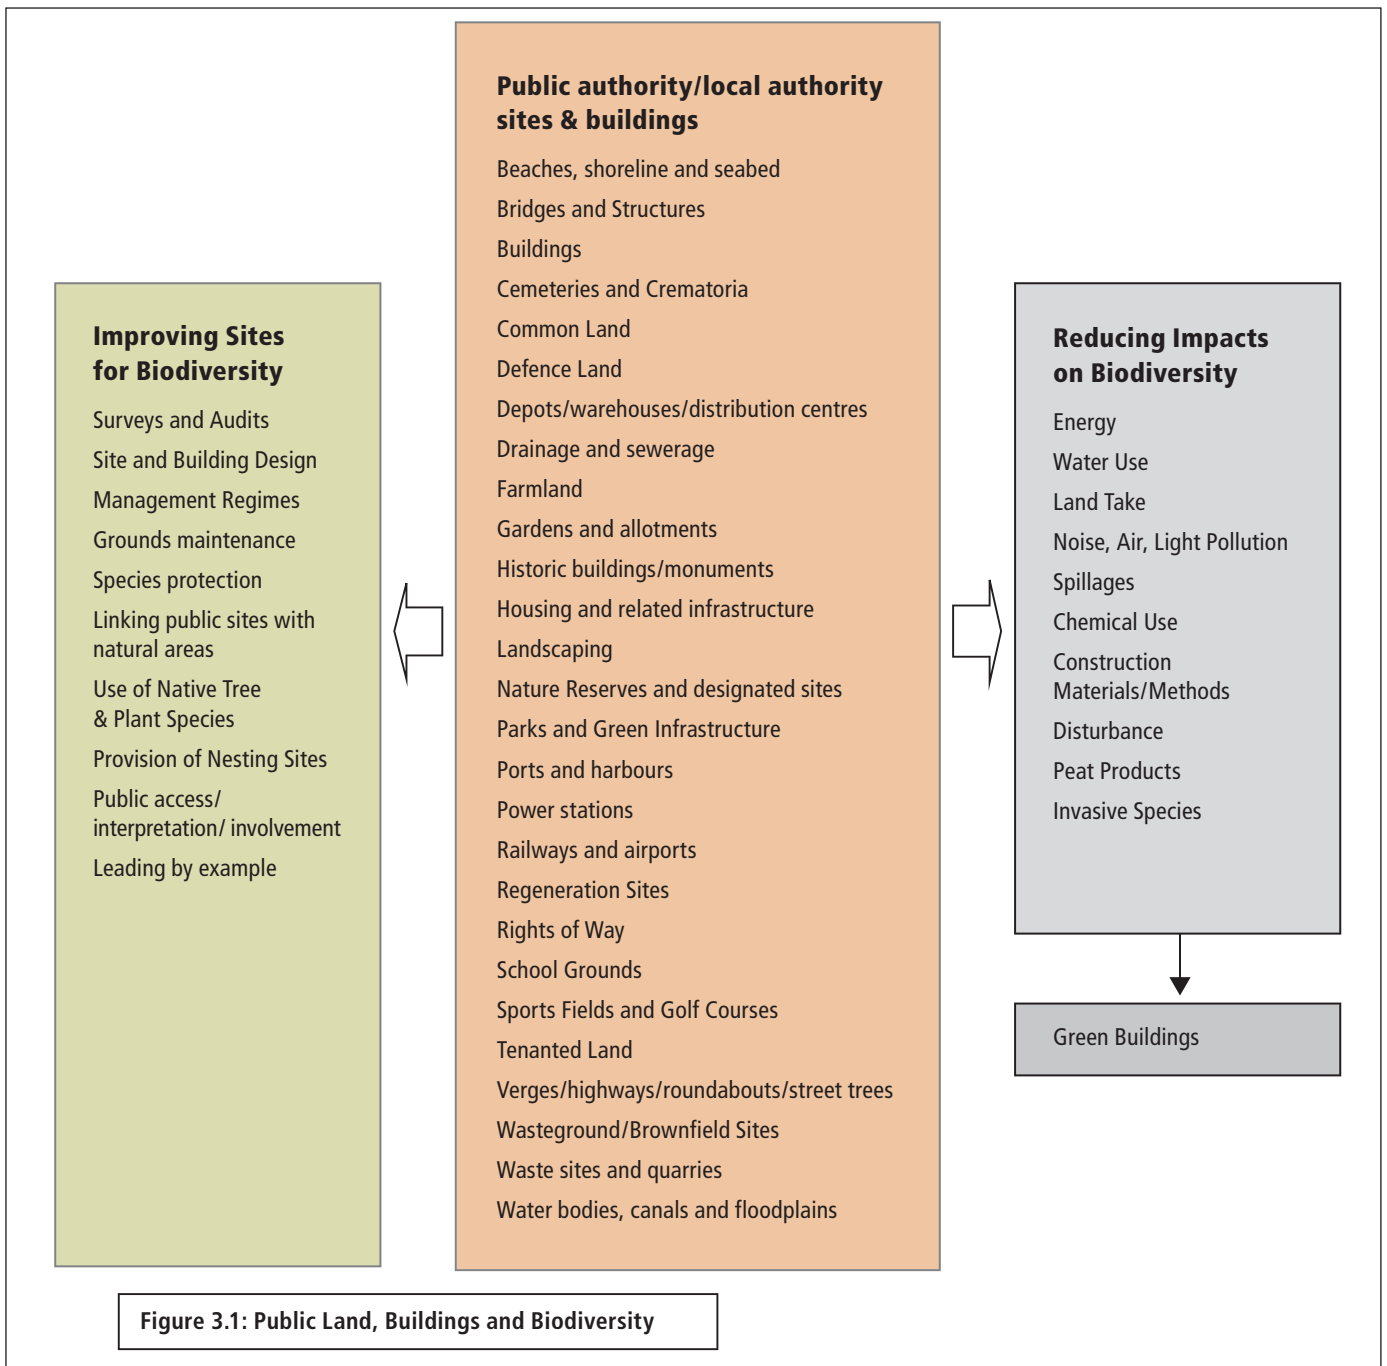 Improving Sites
for Biodiversity
Surveys and Audits
Site and Building Design
Management Regimes
Grounds maintenance
Species protection
Linking public sites with
natural areas
Use of Native Tree
& Plant Species
Provision of Nesting Sites
Public access/
interpretation/ involvement
Leading by example
Public authority/local authority
sites & buildings
Beaches, shoreline and seabed
Bridges and Structures
Buildings
Cemeteries and Crematoria
Common Land
Defence Land
Depots/warehouses/distribution centres
Drainage and sewerage
Farmland
Gardens and allotments
Historic buildings/monuments
Housing and related infrastructure
Landscaping
Nature Reserves and designated sites
Parks and Green Infrastructure
Ports and harbours
Power stations
Railways and airports
Regeneration Sites
Rights of Way
School Grounds
Sports Fields and Golf Courses
Tenanted Land
Verges/highways/roundabouts/street trees
Wasteground/Brownfield Sites
Waste sites and quarries
Water bodies, canals and floodplains
Reducing Impacts
on Biodiversity
Energy
Water Use
Land Take
Noise, Air, Light Pollution
Spillages
Chemical Use
Construction
Materials/Methods
Disturbance
Peat Products
Invasive Species
Green Buildings
Figure 3.1: Public Land, Buildings and Biodiversity